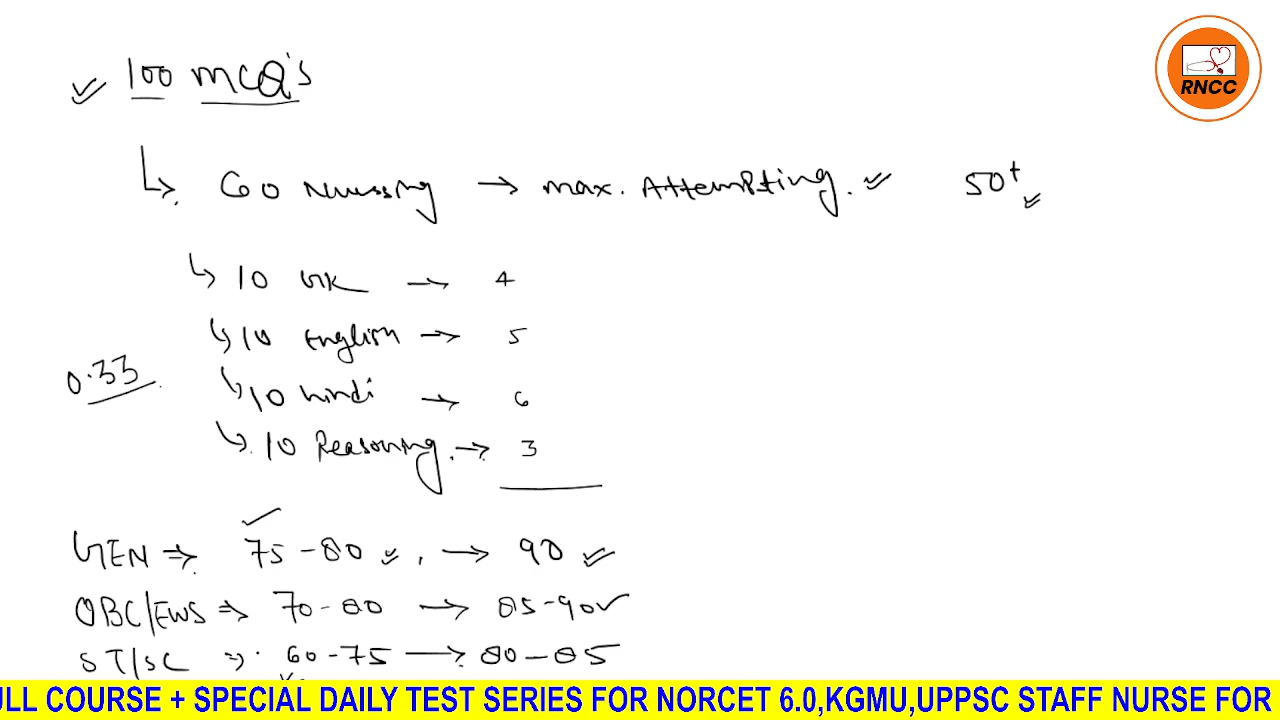 RNCC
100 MCQ's
60 Nurssing → max. Attempting. 50+
10 GK → 4
10 English → 5
0.33
10 hindi → 6
10 Reasoning. → 3
GEN ⇒ 75-80, → 90
OBC/EWS ⇒ 70-80 → 85-90
ST/SC ⇒ 60-75 → 80-85
ULL COURSE + SPECIAL DAILY TEST SERIES FOR NORCET 6.0,KGMU,UPPSC STAFF NURSE FOR